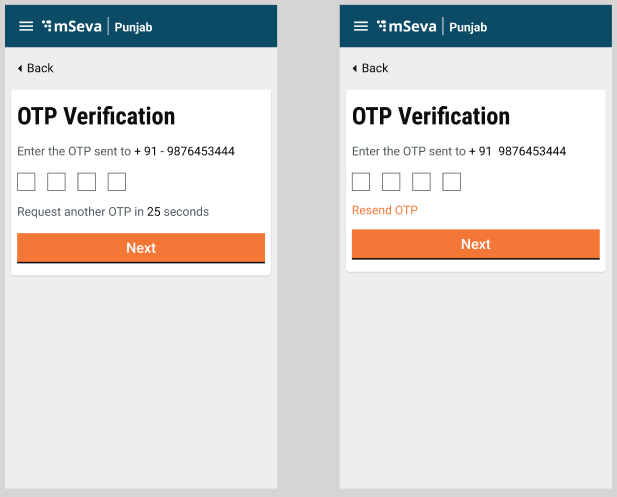 mSeva | Punjab
Back
OTP Verification
Enter the OTP sent to + 91 - 9876453444
Request another OTP in 25 seconds
Next
mSeva | Punjab
Back
OTP Verification
Enter the OTP sent to + 91 9876453444
Resend OTP
Next